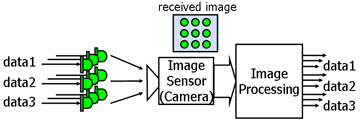 received image
data1
data2
data3
Image
Sensor
(Camera)
Image
Processing
data1
data2
data3